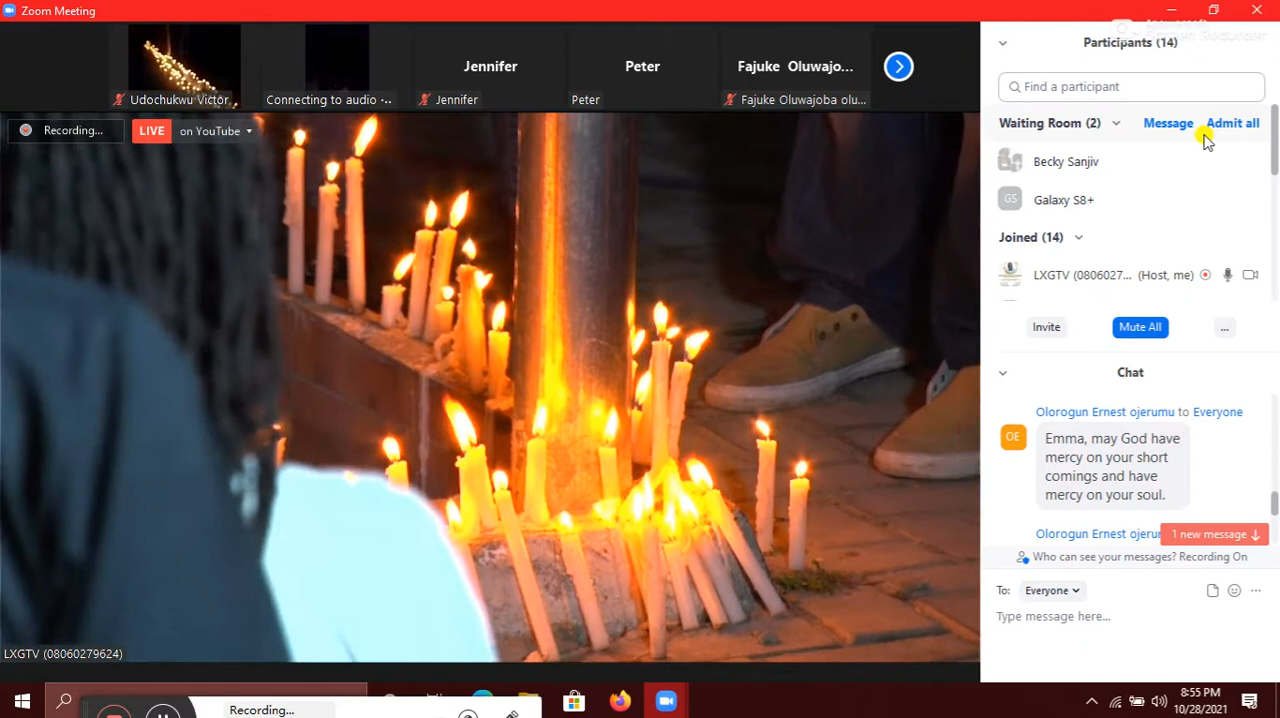 Zoom Meeting
Jennifer
Peter
Fajuke Oluwajo...
Udochukwu Victor
Connecting to audio ·..
Jennifer
Peter
Fajuke Oluwajoba olu...
Recording...
LIVE on YouTube
LXGTV (08060279624)
Participants (14)
Find a participant
Waiting Room (2)
Message
Admit all
Becky Sanjiv
GS
Galaxy S8+
Joined (14)
LXGTV (0806027... (Host, me)
Invite
Mute All
...
Chat
Olorogun Ernest ojerumu to Everyone
OE
Emma, may God have
mercy on your short
comings and have
mercy on your soul.
Olorogun Ernest
1 new message
Who can see your messages? Recording On
To: Everyone
Type message here...
Recording...
8:55 PM
10/28/2021